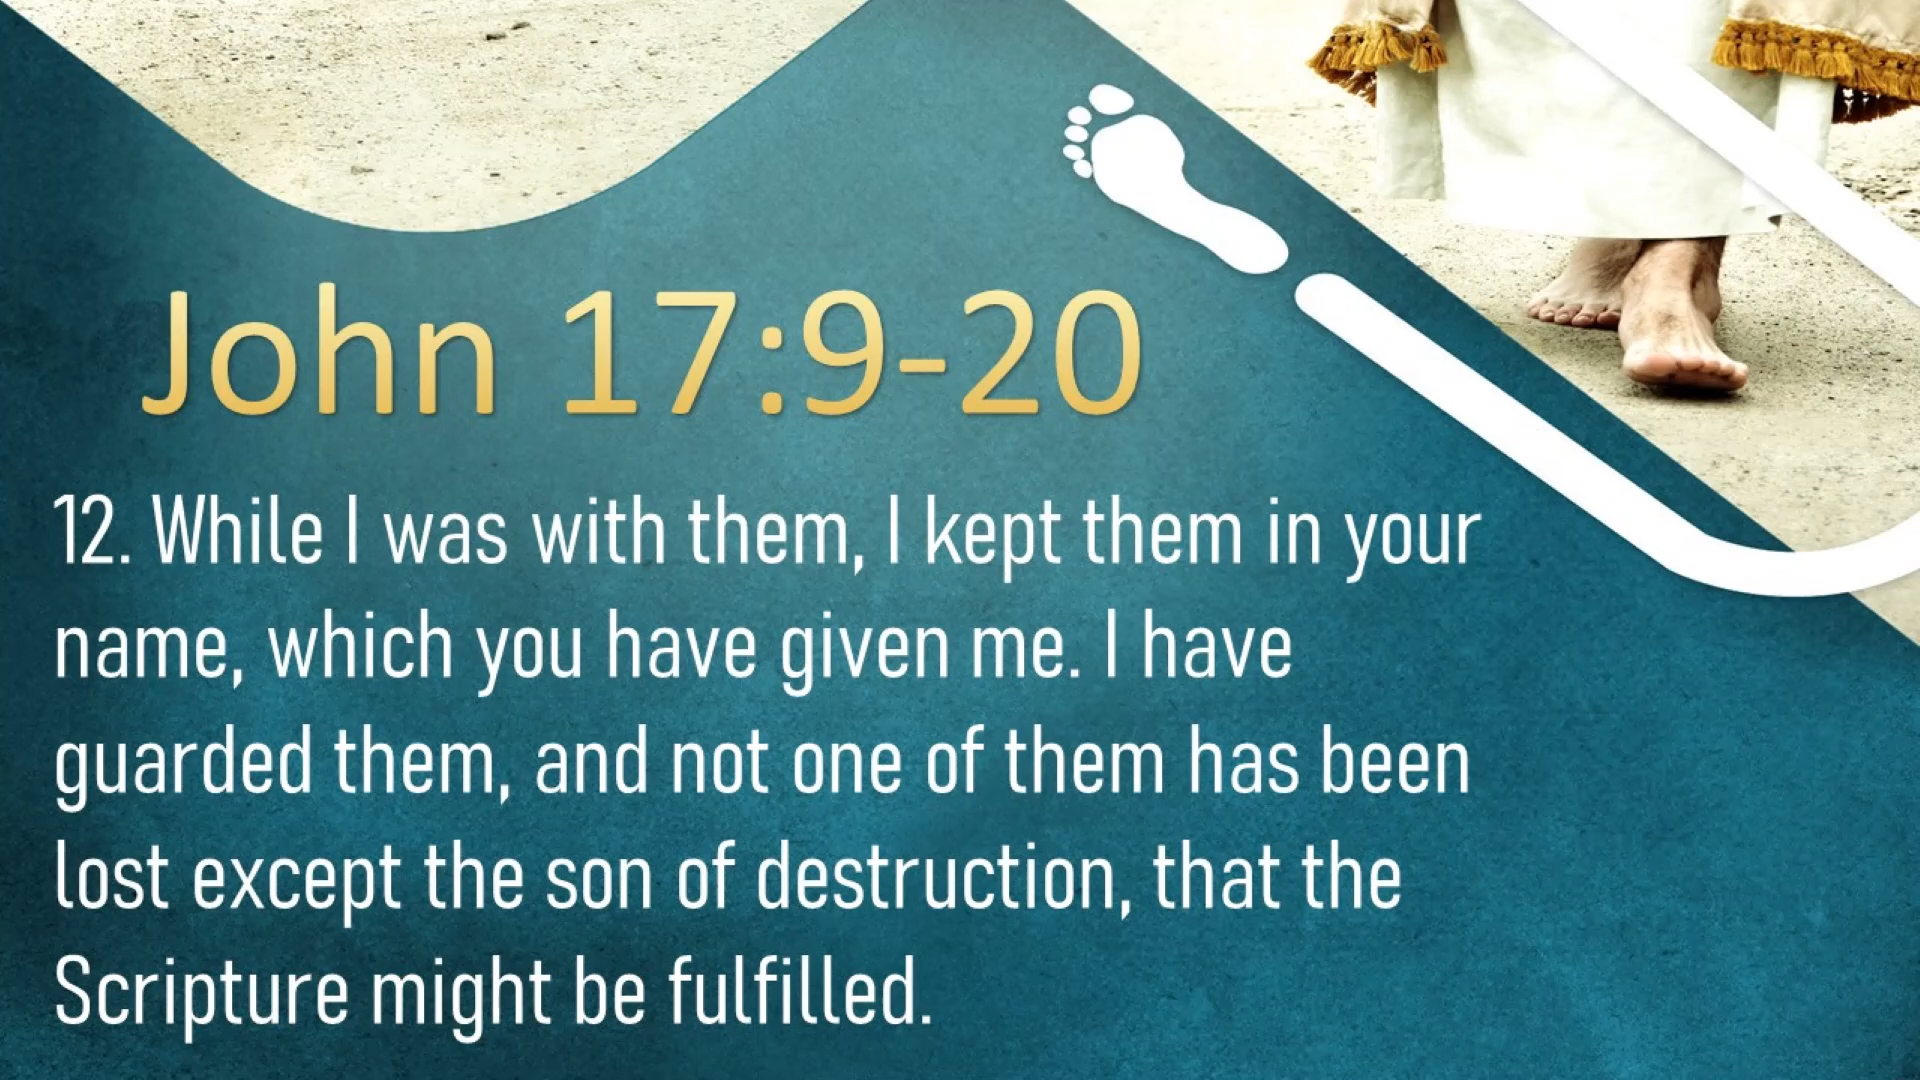 John 17:9-20
12. While I was with them, I kept them in your
name, which you have given me. I have
guarded them, and not one of them has been
lost except the son of destruction, that the
Scripture might be fulfilled.